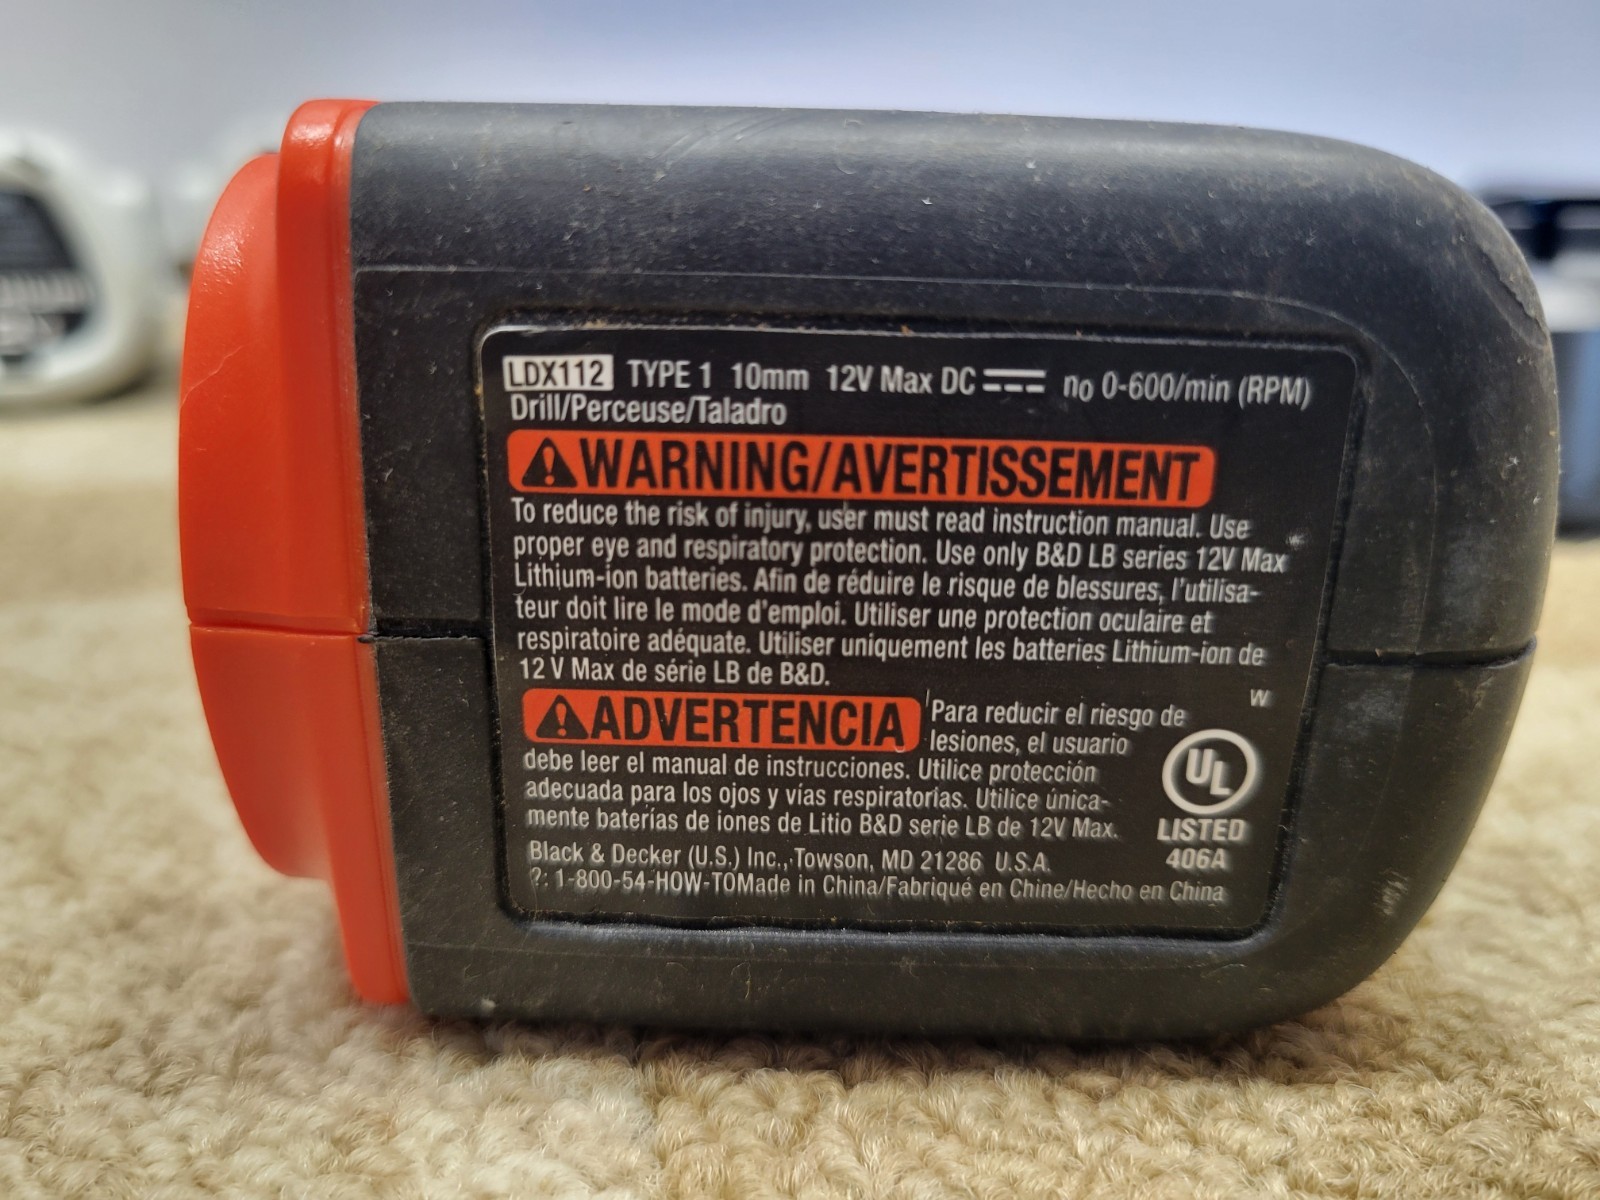 LDX112 TYPE 1 10mm 12V Max DC no 0-600/min (RPM)
Drill/Perceuse/Taladro
WARNING/AVERTISSEMENT
To reduce the risk of injury, user must read instruction manual. Use
proper eye and respiratory protection. Use only B&D LB series 12V Max
Lithium-ion batteries. Afin de réduire le risque de blessures, l'utilisa-
teur doit lire le mode d'emploi. Utiliser une protection oculaire et
respiratoire adéquate. Utiliser uniquement les batteries Lithium-ion de
12 V Max de série LB de B&D.
W
ADVERTENCIA Para reducir el riesgo de
lesiones, el usuario
debe leer el manual de instrucciones. Utilice protección
adecuada para los ojos y vías respiratorias. Utilice única-
mente baterías de iones de Litio B&D serie LB de 12V Max.
UL
LISTED
406A
Black & Decker (U.S.) Inc., Towson, MD 21286 U.S.A.
?: 1-800-54-HOW-TOMade in China/Fabriqué en Chine/Hecho en China